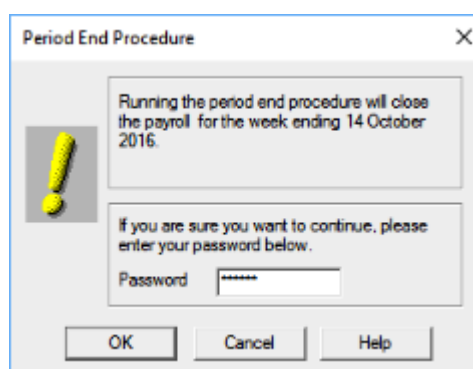 Period End Procedure
Running the period end procedure will close
the payroll for the week ending 14 October
2016.
If you are sure you want to continue, please
enter your password below.
Password ******
OK Cancel Help